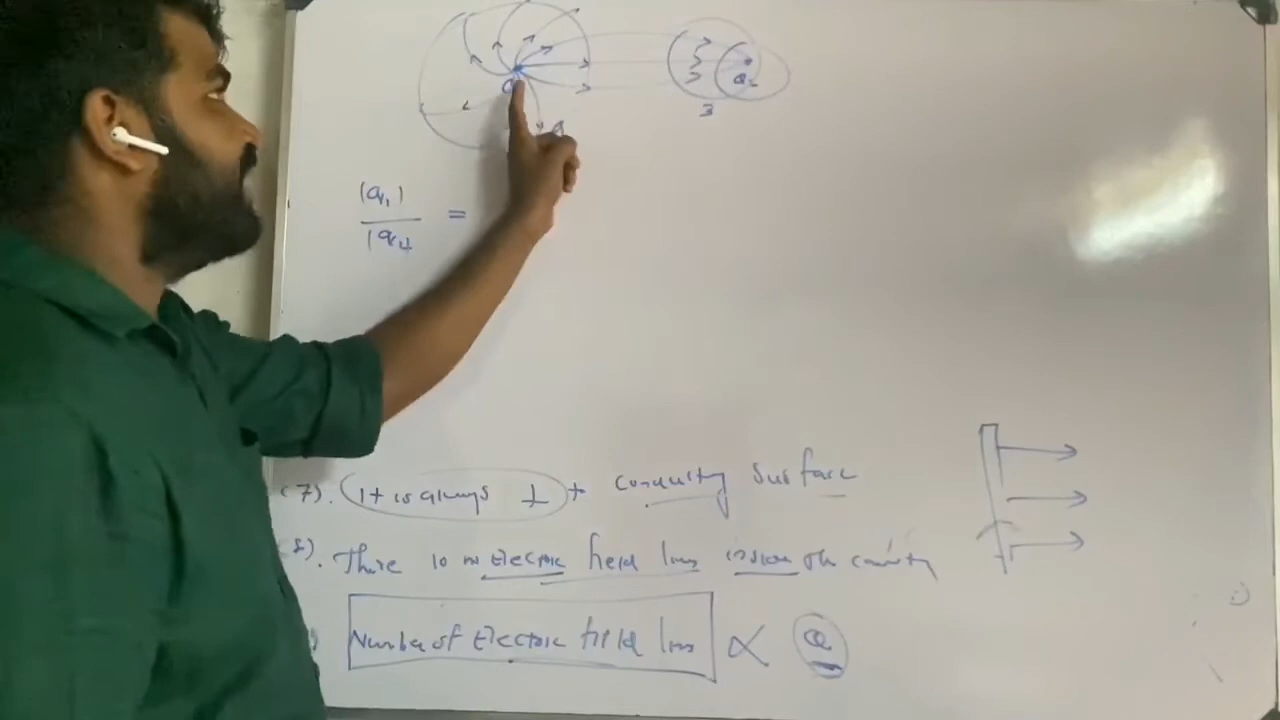 3
|q₁|
|q₂| =
(7). It is always ⊥ conducting surface
(8). There is no Electric field lines inside the cavity
Number of Electric field lines ∝ Q